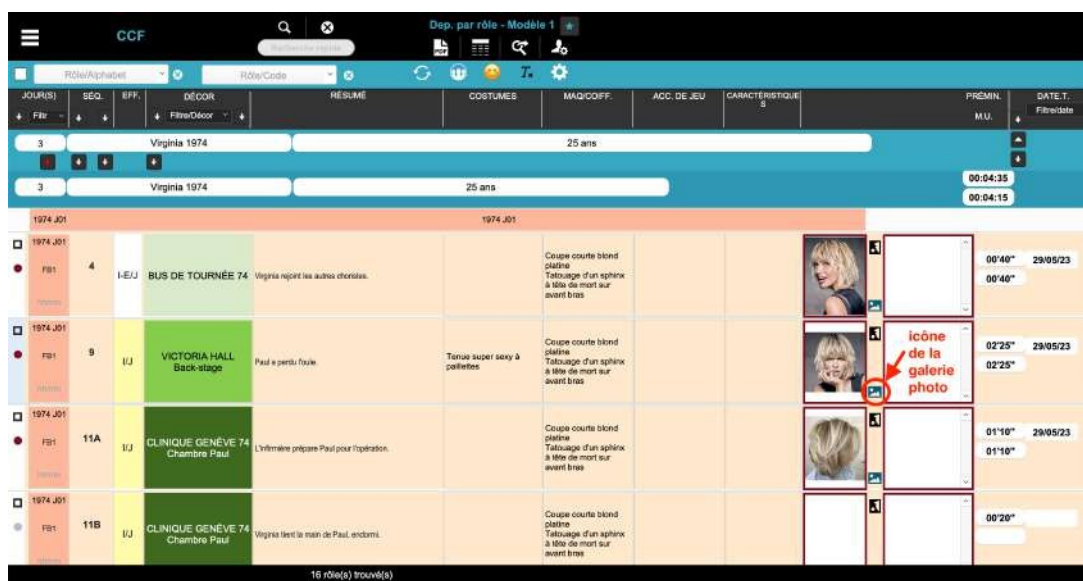 CCF
Dep. par rôle - Modèle 1
Recherche rapide
PDF
Rôle/Alphabet
Rôle/Code
JOUR(S) SÉQ. EFF. DÉCOR RÉSUMÉ COSTUMES MAQ/COIFF. ACC. DE JEU CARACTÉRISTIQUE
S
PRÉMIN. DATE.T.
Filtr Filtre/Décor M.U. Filtre/date
3 Virginia 1974 25 ans
3 Virginia 1974 25 ans 00:04:35
00:04:15
1974 J01 1974 J01
1974 J01
FB1 4 I-E/J BUS DE TOURNÉE 74 Virginia rejoint les autres choristes.
Coupe courte blond
platine
Tatouage d'un sphinx
à tête de mort sur
avant bras
00'40" 29/05/23
00'40"
1974 J01
FB1 9 I/J VICTORIA HALL
Back-stage
Paul a perdu foule.
Tenue super sexy à
paillettes
Coupe courte blond
platine
Tatouage d'un sphinx
à tête de mort sur
avant bras
icône
de la
galerie
photo
02'25" 29/05/23
02'25"
1974 J01
FB1 11A I/J CLINIQUE GENÉVE 74
Chambre Paul
L'infirmière prépare Paul pour l'opération.
Coupe courte blond
platine
Tatouage d'un sphinx
à tête de mort sur
avant bras
01'10" 29/05/23
01'10"
1974 J01
FB1 11B I/J CLINIQUE GENÉVE 74
Chambre Paul
Virginia tient la main de Paul, endormi.
Coupe courte blond
platine
Tatouage d'un sphinx
à tête de mort sur
avant bras
00'20"
16 rôle(s) trouvé(s)